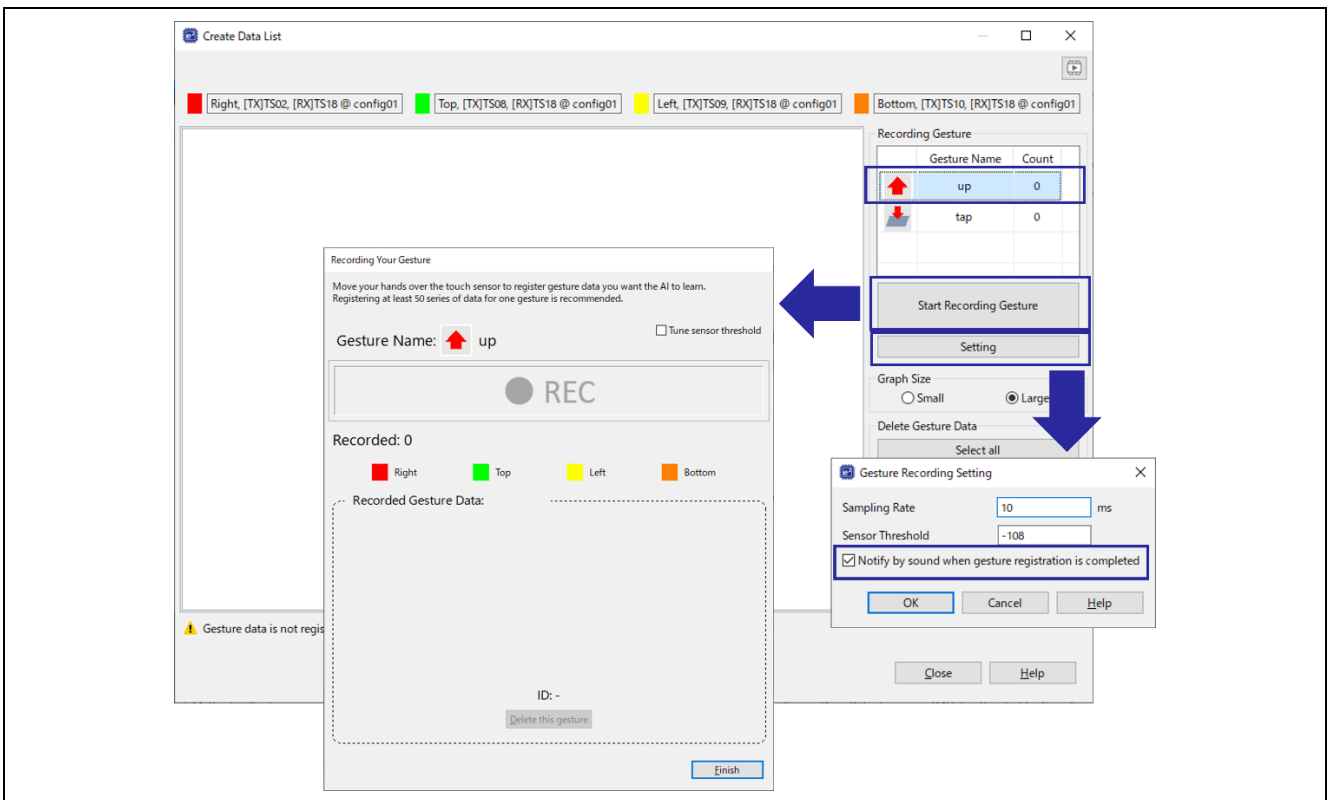 Create Data List
Right, [TX]TS02, [RX]TS18 @ config01
Top, [TX]TS08, [RX]TS18 @ config01
Left, [TX]TS09, [RX]TS18 @ config01
Bottom, [TX]TS10, [RX]TS18 @ config01
Recording Gesture
Gesture Name Count
up 0
tap 0
Start Recording Gesture
Setting
Graph Size
Small Large
Delete Gesture Data
Select all
Recording Your Gesture
Move your hands over the touch sensor to register gesture data you want the AI to learn.
Registering at least 50 series of data for one gesture is recommended.
Tune sensor threshold
Gesture Name: up
REC
Recorded: 0
Right Top Left Bottom
Recorded Gesture Data:
ID: -
Delete this gesture
Finish
Gesture Recording Setting
Sampling Rate 10 ms
Sensor Threshold -108
Notify by sound when gesture registration is completed
OK Cancel Help
Gesture data is not regis
Close Help